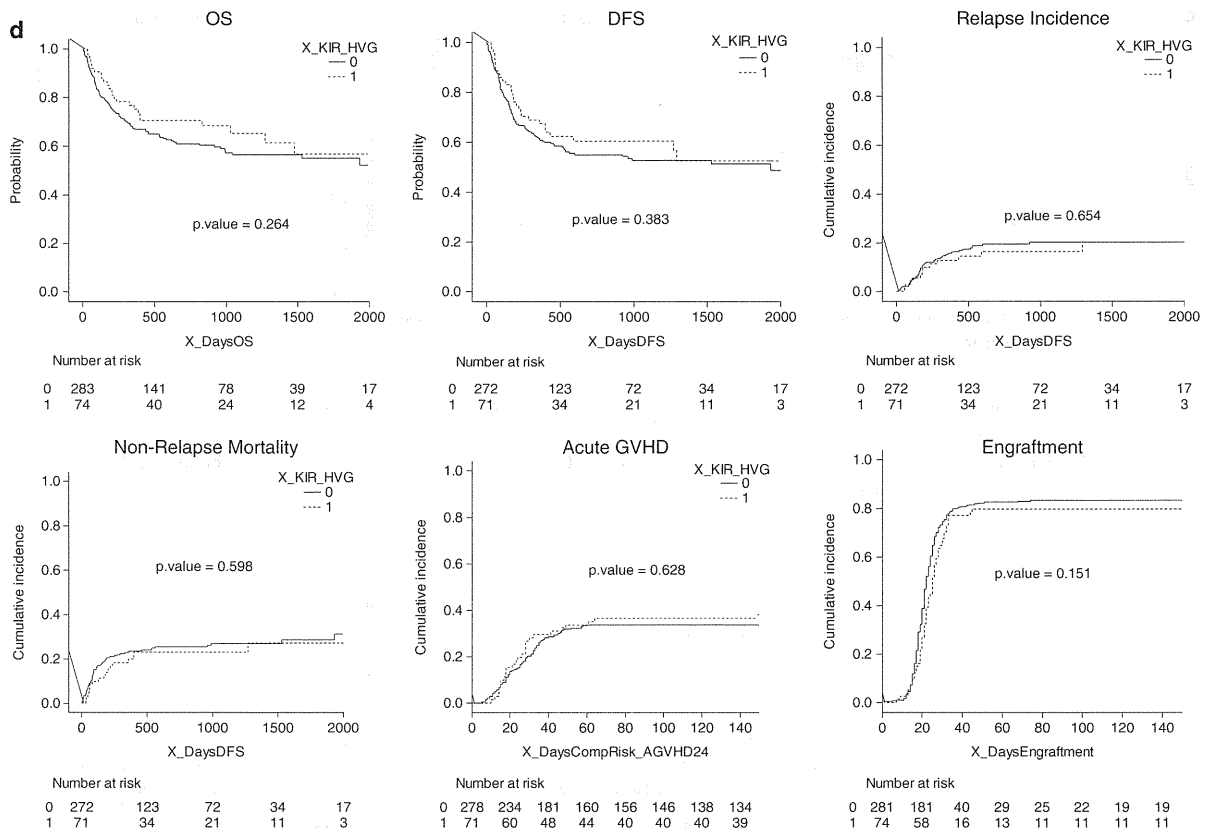 d
OS
X_KIR_HVG
0
1
Probability
1.0
0.8
0.6
0.4
0.2
0.0
p.value = 0.264
0 500 1000 1500 2000
X_DaysOS
Number at risk
0 283 141 78 39 17
1 74 40 24 12 4
DFS
X_KIR_HVG
0
1
Probability
1.0
0.8
0.6
0.4
0.2
0.0
p.value = 0.383
0 500 1000 1500 2000
X_DaysDFS
Number at risk
0 272 123 72 34 17
1 71 34 21 11 3
Relapse Incidence
X_KIR_HVG
0
1
Cumulative incidence
1.0
0.8
0.6
0.4
0.2
0.0
p.value = 0.654
0 500 1000 1500 2000
X_DaysDFS
Number at risk
0 272 123 72 34 17
1 71 34 21 11 3
Non-Relapse Mortality
X_KIR_HVG
0
1
Cumulative incidence
1.0
0.8
0.6
0.4
0.2
0.0
p.value = 0.598
0 500 1000 1500 2000
X_DaysDFS
Number at risk
0 272 123 72 34 17
1 71 34 21 11 3
Acute GVHD
X_KIR_HVG
0
1
Cumulative incidence
1.0
0.8
0.6
0.4
0.2
0.0
p.value = 0.628
0 20 40 60 80 100 120 140
X_DaysCompRisk_AGVHD24
Number at risk
0 278 234 181 160 156 146 138 134
1 71 60 48 44 40 40 40 39
Engraftment
Cumulative incidence
1.0
0.8
0.6
0.4
0.2
0.0
p.value = 0.151
0 20 40 60 80 100 120 140
X_DaysEngraftment
Number at risk
0 281 181 40 29 25 22 19 19
1 74 58 16 13 11 11 11 11